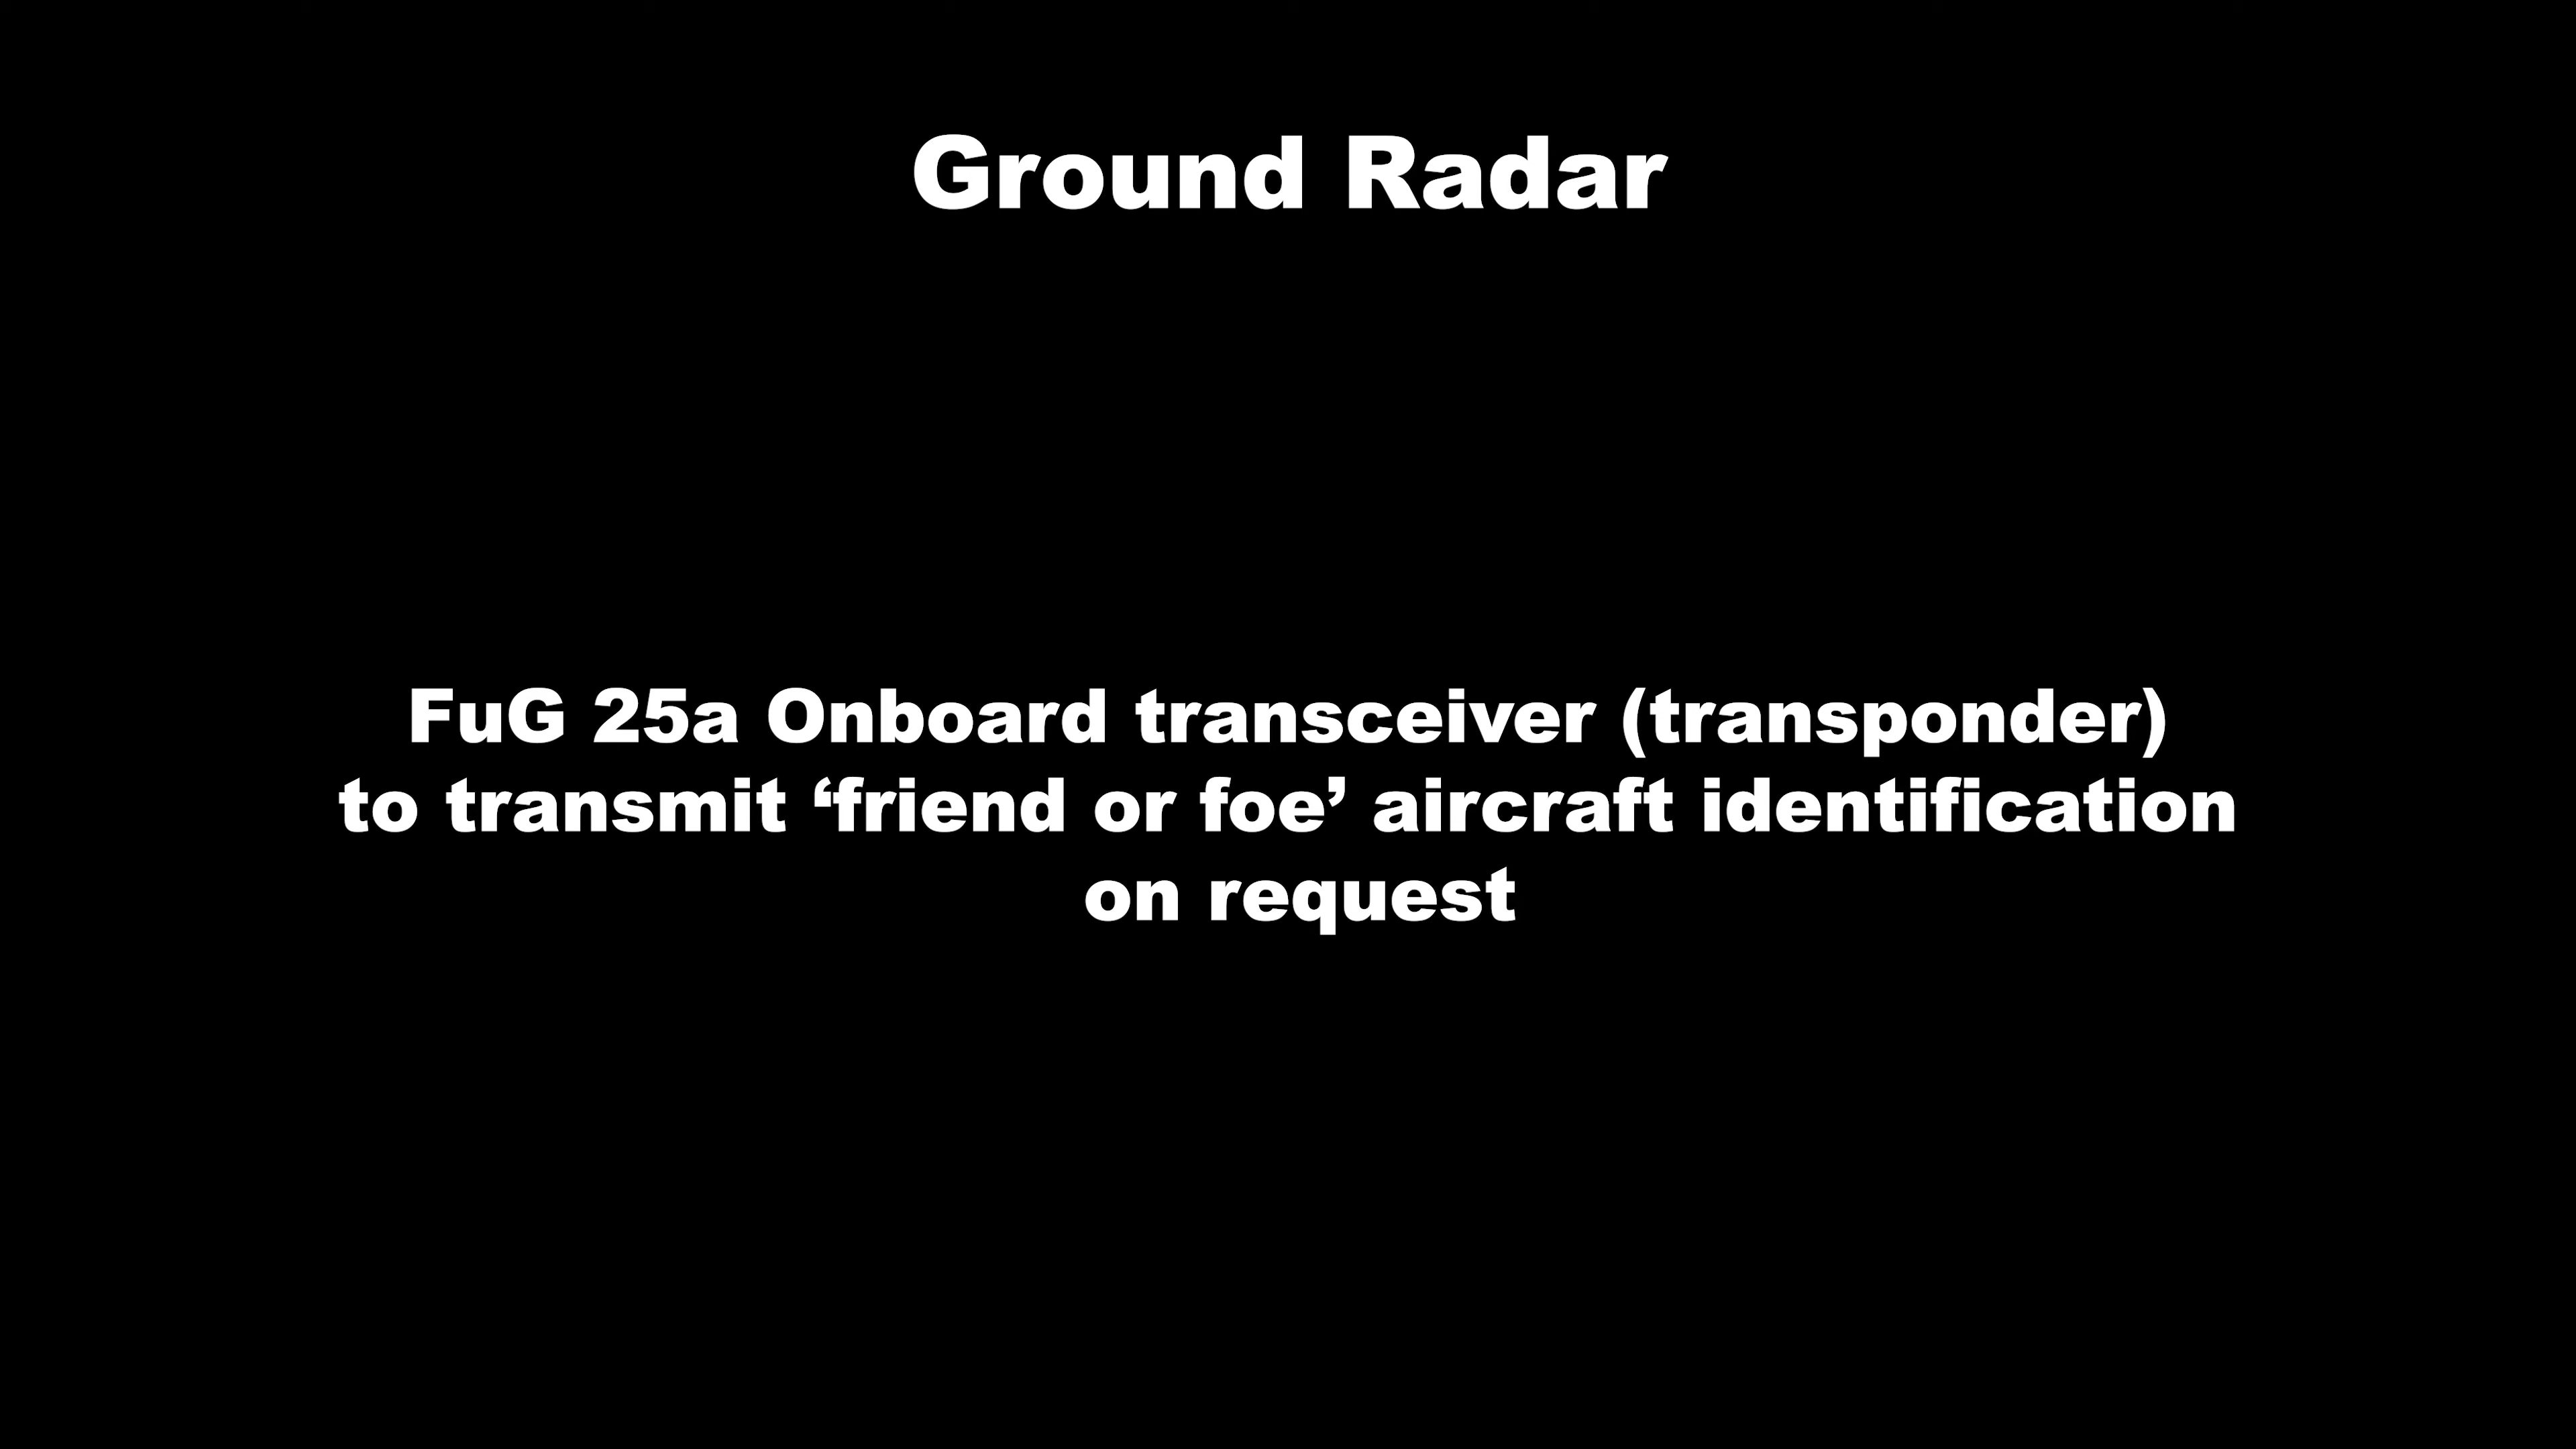 Ground Radar
FuG 25a Onboard transceiver (transponder)
to transmit ‘friend or foe’ aircraft identification
on request